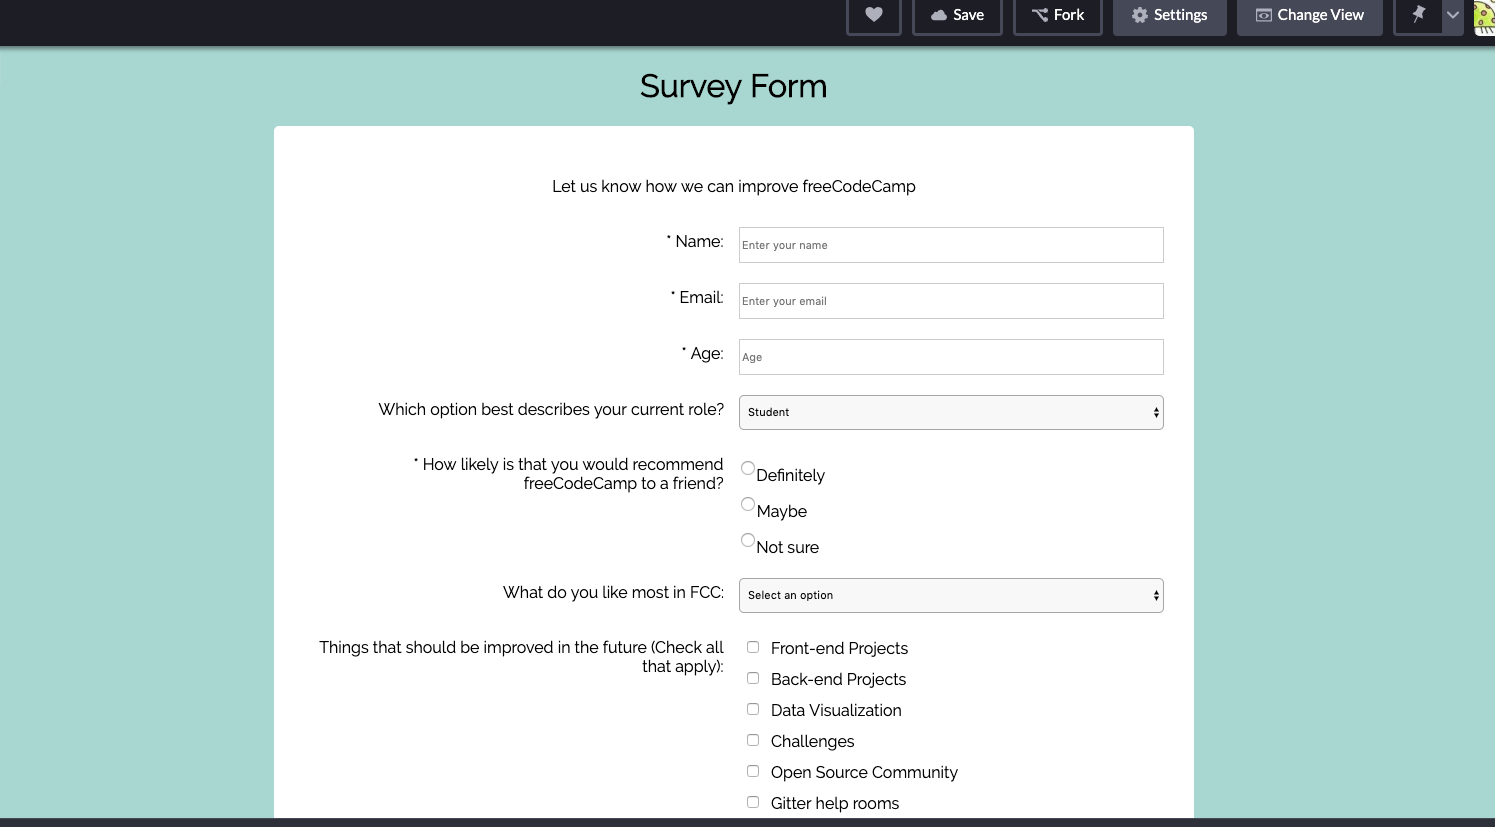 Save
Fork
Settings
Change View
Survey Form
Let us know how we can improve freeCodeCamp
* Name:
Enter your name
* Email:
Enter your email
* Age:
Age
Which option best describes your current role?
Student
* How likely is that you would recommend
freeCodeCamp to a friend?
Definitely
Maybe
Not sure
What do you like most in FCC:
Select an option
Things that should be improved in the future (Check all
that apply):
Front-end Projects
Back-end Projects
Data Visualization
Challenges
Open Source Community
Gitter help rooms